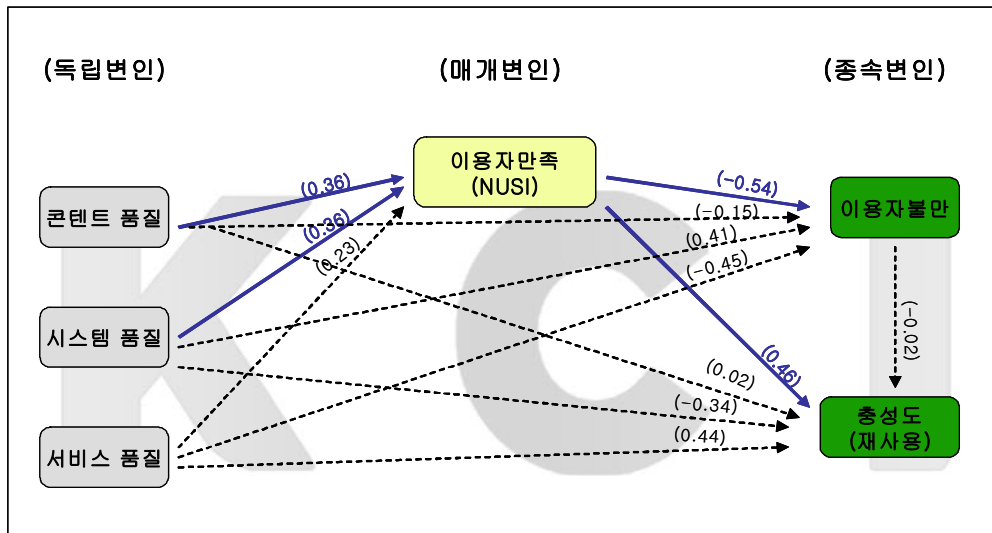 (독립변인)
(매개변인)
(종속변인)
이용자만족
(NUSI)
콘텐트 품질
시스템 품질
서비스 품질
이용자불만
충성도
(재사용)
(0.36)
(0.36)
(0.23)
(-0.54)
(-0.15)
(0.41)
(-0.45)
(0.46)
(0.02)
(-0.34)
(0.44)
(-0.02)
KCI